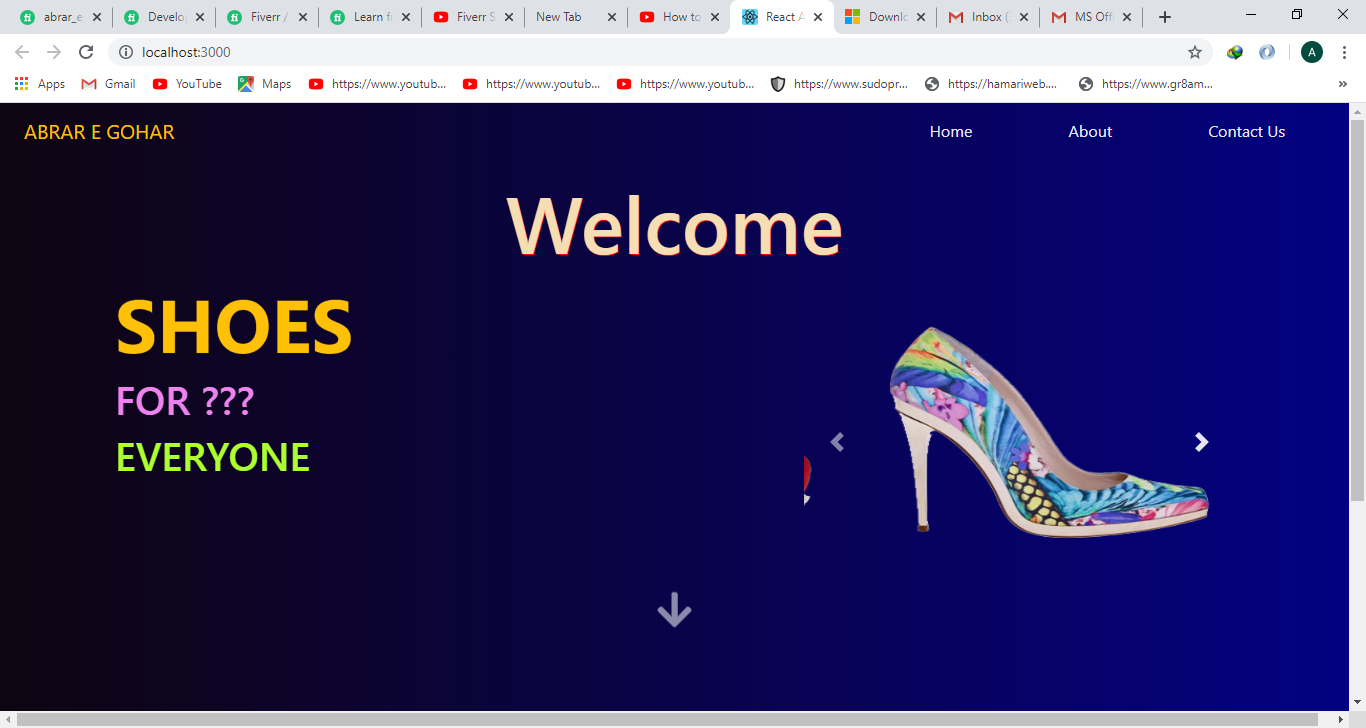 abrar_e
Develo
Fiverr /
Learn f
Fiverr S
New Tab
How to
React A
Downlo
Inbox (
MS Off
localhost:3000
A
Apps
Gmail
YouTube
Maps
https://www.youtub...
https://www.youtub...
https://www.youtub...
https://www.sudopr...
https://hamariweb....
https://www.gr8am...
»
ABRAR E GOHAR
Home
About
Contact Us
Welcome
SHOES
FOR ???
EVERYONE